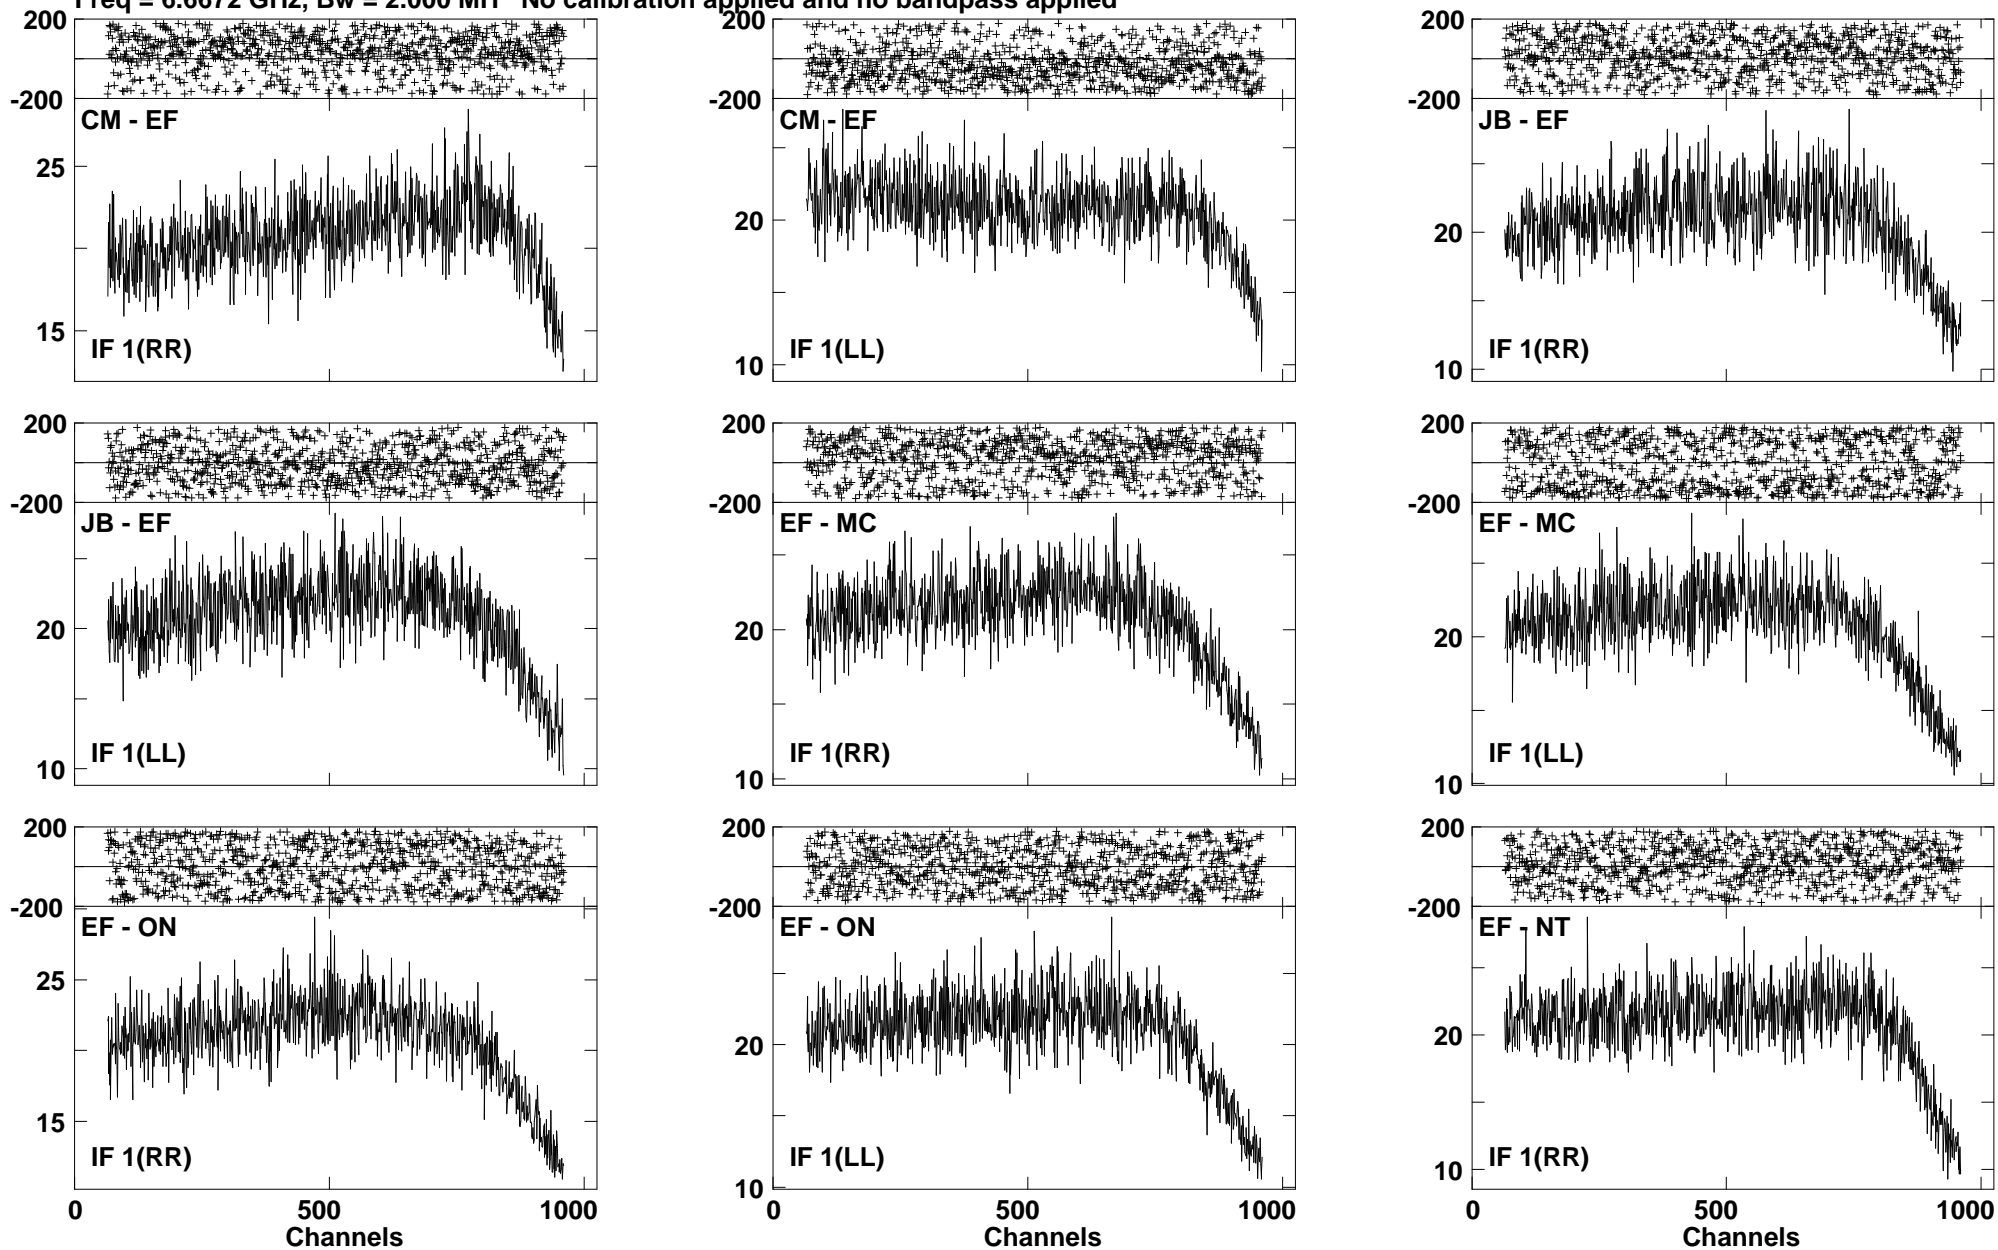 Freq = 6.6672 GHz, Bw = 2.000 MH No calibration applied and no bandpass applied
200
-200
CM - EF
25
15
IF 1(RR)
200
-200
CM - EF
20
10
IF 1(LL)
200
-200
JB - EF
20
10
IF 1(RR)
200
-200
JB - EF
20
10
IF 1(LL)
200
-200
EF - MC
20
10
IF 1(RR)
200
-200
EF - MC
20
10
IF 1(LL)
200
-200
EF - ON
25
15
IF 1(RR)
0 500 1000
Channels
200
-200
EF - ON
20
10
IF 1(LL)
0 500 1000
Channels
200
-200
EF - NT
20
10
IF 1(RR)
0 500 1000
Channels